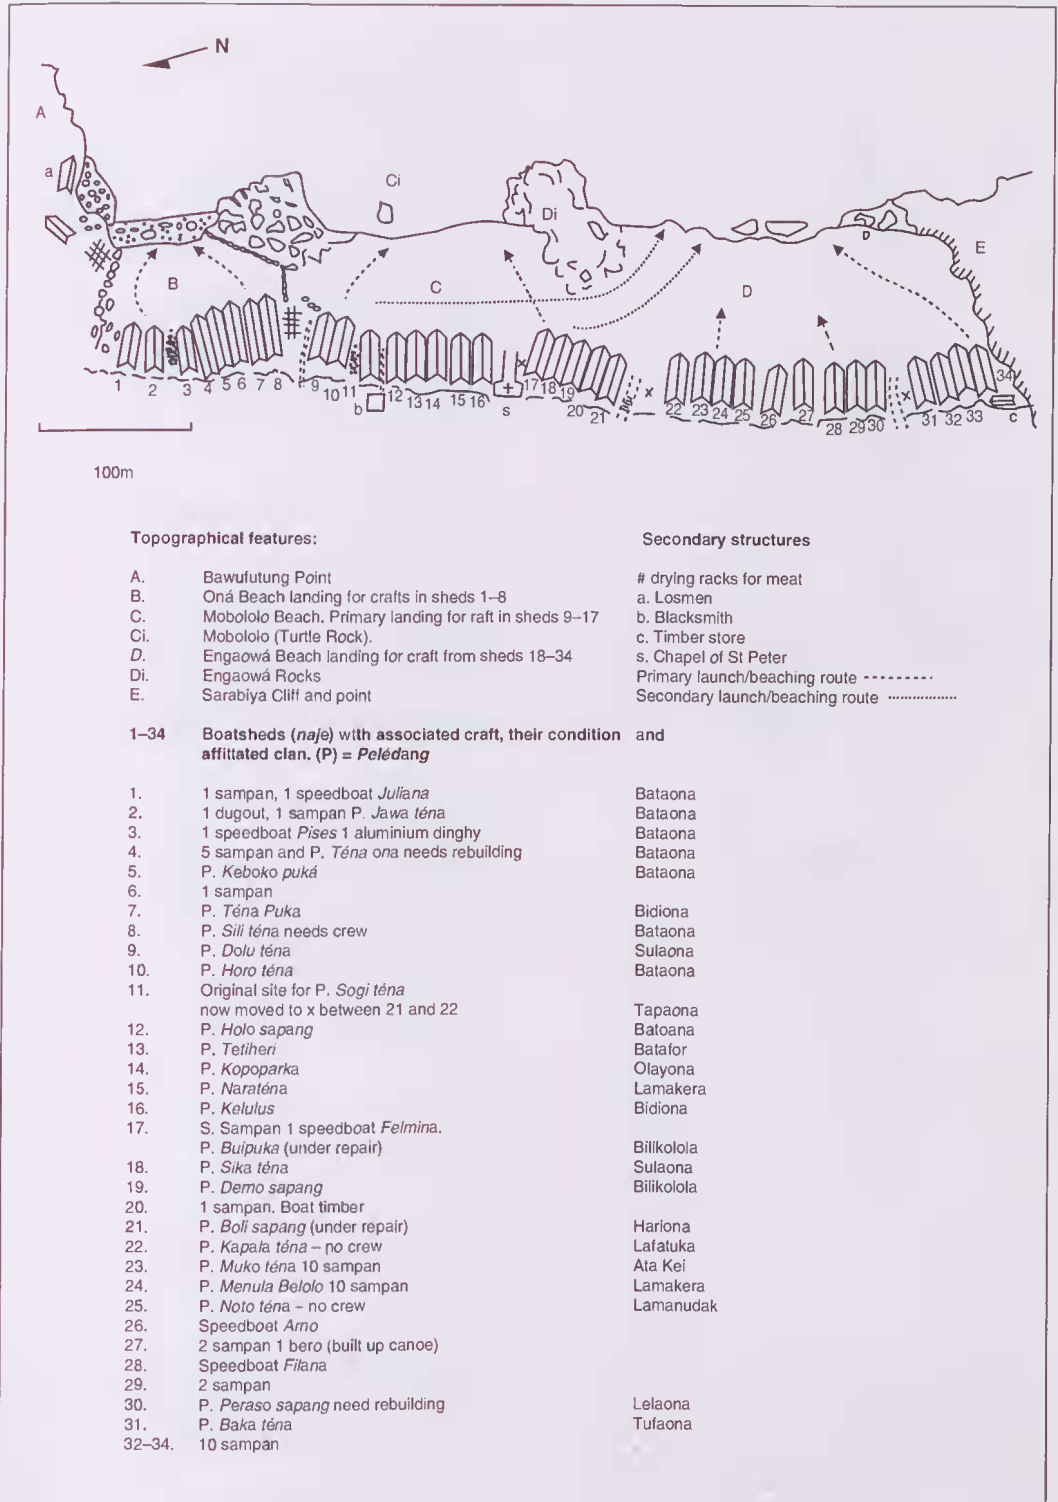 N
A
a
Ci
Di
B
C
D
D
E
1 2 3 4 5 6 7 8 9 10 11 12 13 14 15 16 17 18 19 20 21 22 23 24 25 26 27 28 29 30 31 32 33 34
b
s
x
x
x
c
100m
Topographical features:
Secondary structures
A. Bawufutung Point
# drying racks for meat
B. Oná Beach landing for crafts in sheds 1–8
a. Losmen
C. Mobololo Beach. Primary landing for raft in sheds 9–17
b. Blacksmith
Ci. Mobololo (Turtle Rock).
c. Timber store
D. Engaowá Beach landing for craft from sheds 18–34
s. Chapel of St Peter
Di. Engaowá Rocks
Primary launch/beaching route
E. Sarabiya Cliff and point
Secondary launch/beaching route
1–34 Boatsheds (naje) with associated craft, their condition and
affittated clan. (P) = Pelédang
1. 1 sampan, 1 speedboat Juliana Bataona
2. 1 dugout, 1 sampan P. Jawa téna Bataona
3. 1 speedboat Pises 1 aluminium dinghy Bataona
4. 5 sampan and P. Téna ona needs rebuilding Bataona
5. P. Keboko puká Bataona
6. 1 sampan
7. P. Téna Puka Bidiona
8. P. Sili téna needs crew Bataona
9. P. Dolu téna Sulaona
10. P. Horo téna Bataona
11. Original site for P. Sogi téna
now moved to x between 21 and 22 Tapaona
12. P. Holo sapang Batoana
13. P. Tetiheri Batafor
14. P. Kopoparka Olayona
15. P. Naraténa Lamakera
16. P. Kelulus Bidiona
17. S. Sampan 1 speedboat Felmina.
P. Buipuka (under repair) Bilikolola
18. P. Sika téna Sulaona
19. P. Demo sapang Bilikolola
20. 1 sampan. Boat timber
21. P. Boli sapang (under repair) Hariona
22. P. Kapala téna – no crew Lafatuka
23. P. Muko téna 10 sampan Ata Kei
24. P. Menula Belolo 10 sampan Lamakera
25. P. Noto téna – no crew Lamanudak
26. Speedboet Arno
27. 2 sampan 1 bero (built up canoe)
28. Speedboat Filana
29. 2 sampan
30. P. Peraso sapang need rebuilding Lelaona
31. P. Baka téna Tufaona
32–34. 10 sampan